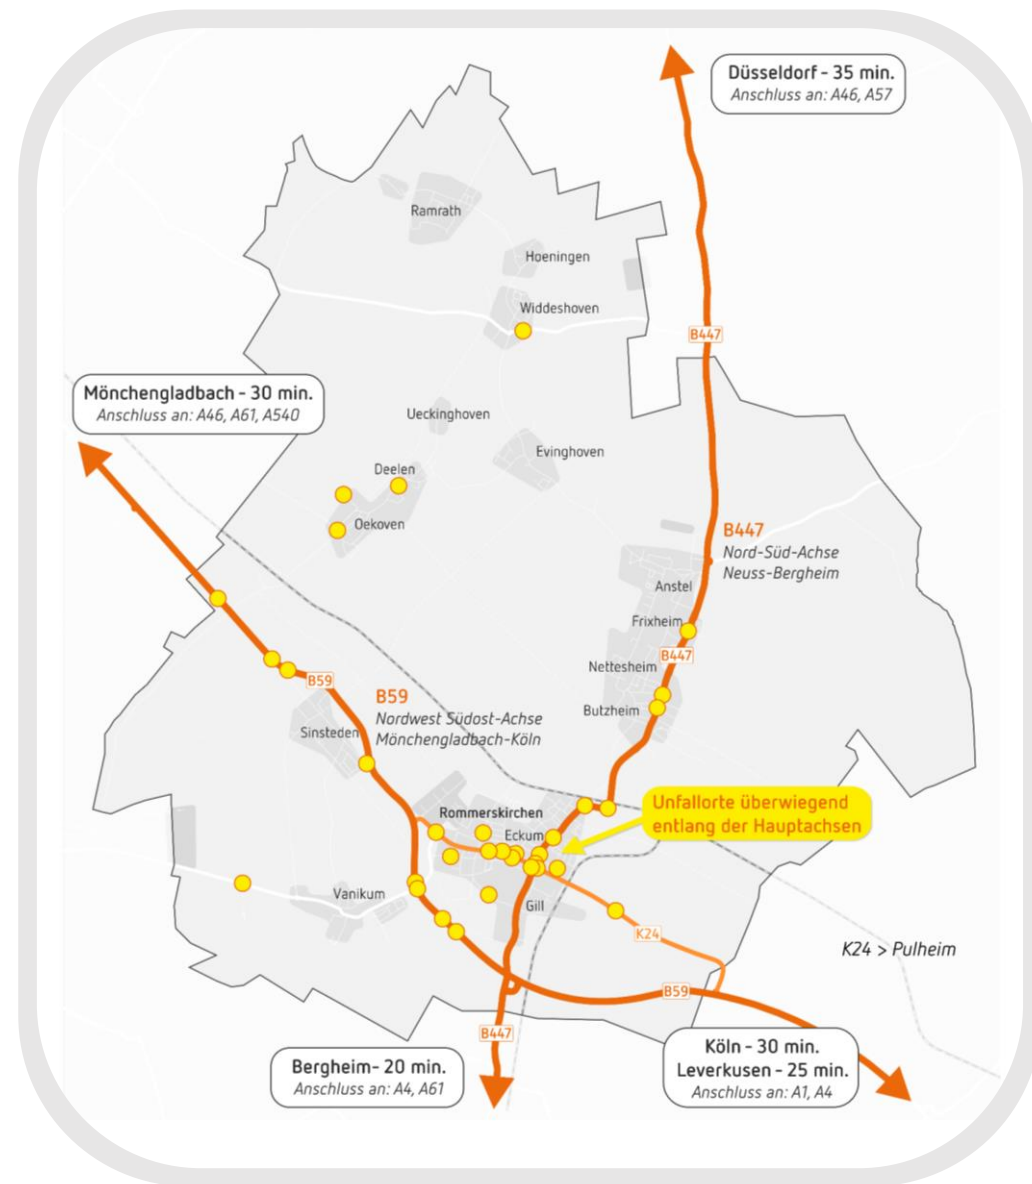 Düsseldorf - 35 min.
Anschluss an: A46, A57
Ramrath
Hoeningen
Widdeshoven
B447
Mönchengladbach - 30 min.
Anschluss an: A46, A61, A540
Ueckinghoven
Evinghoven
Deelen
Oekoven
B447
Nord-Süd-Achse
Neuss-Bergheim
Anstel
Frixheim
B447
Nettesheim
Butzheim
B59
B59
Nordwest Südost-Achse
Mönchengladbach-Köln
Sinsteden
Rommerskirchen
Eckum
Unfallorte überwiegend
entlang der Hauptachsen
Vanikum
Gill
K24
K24 > Pulheim
B59
B447
Bergheim- 20 min.
Anschluss an: A4, A61
Köln - 30 min.
Leverkusen - 25 min.
Anschluss an: A1, A4